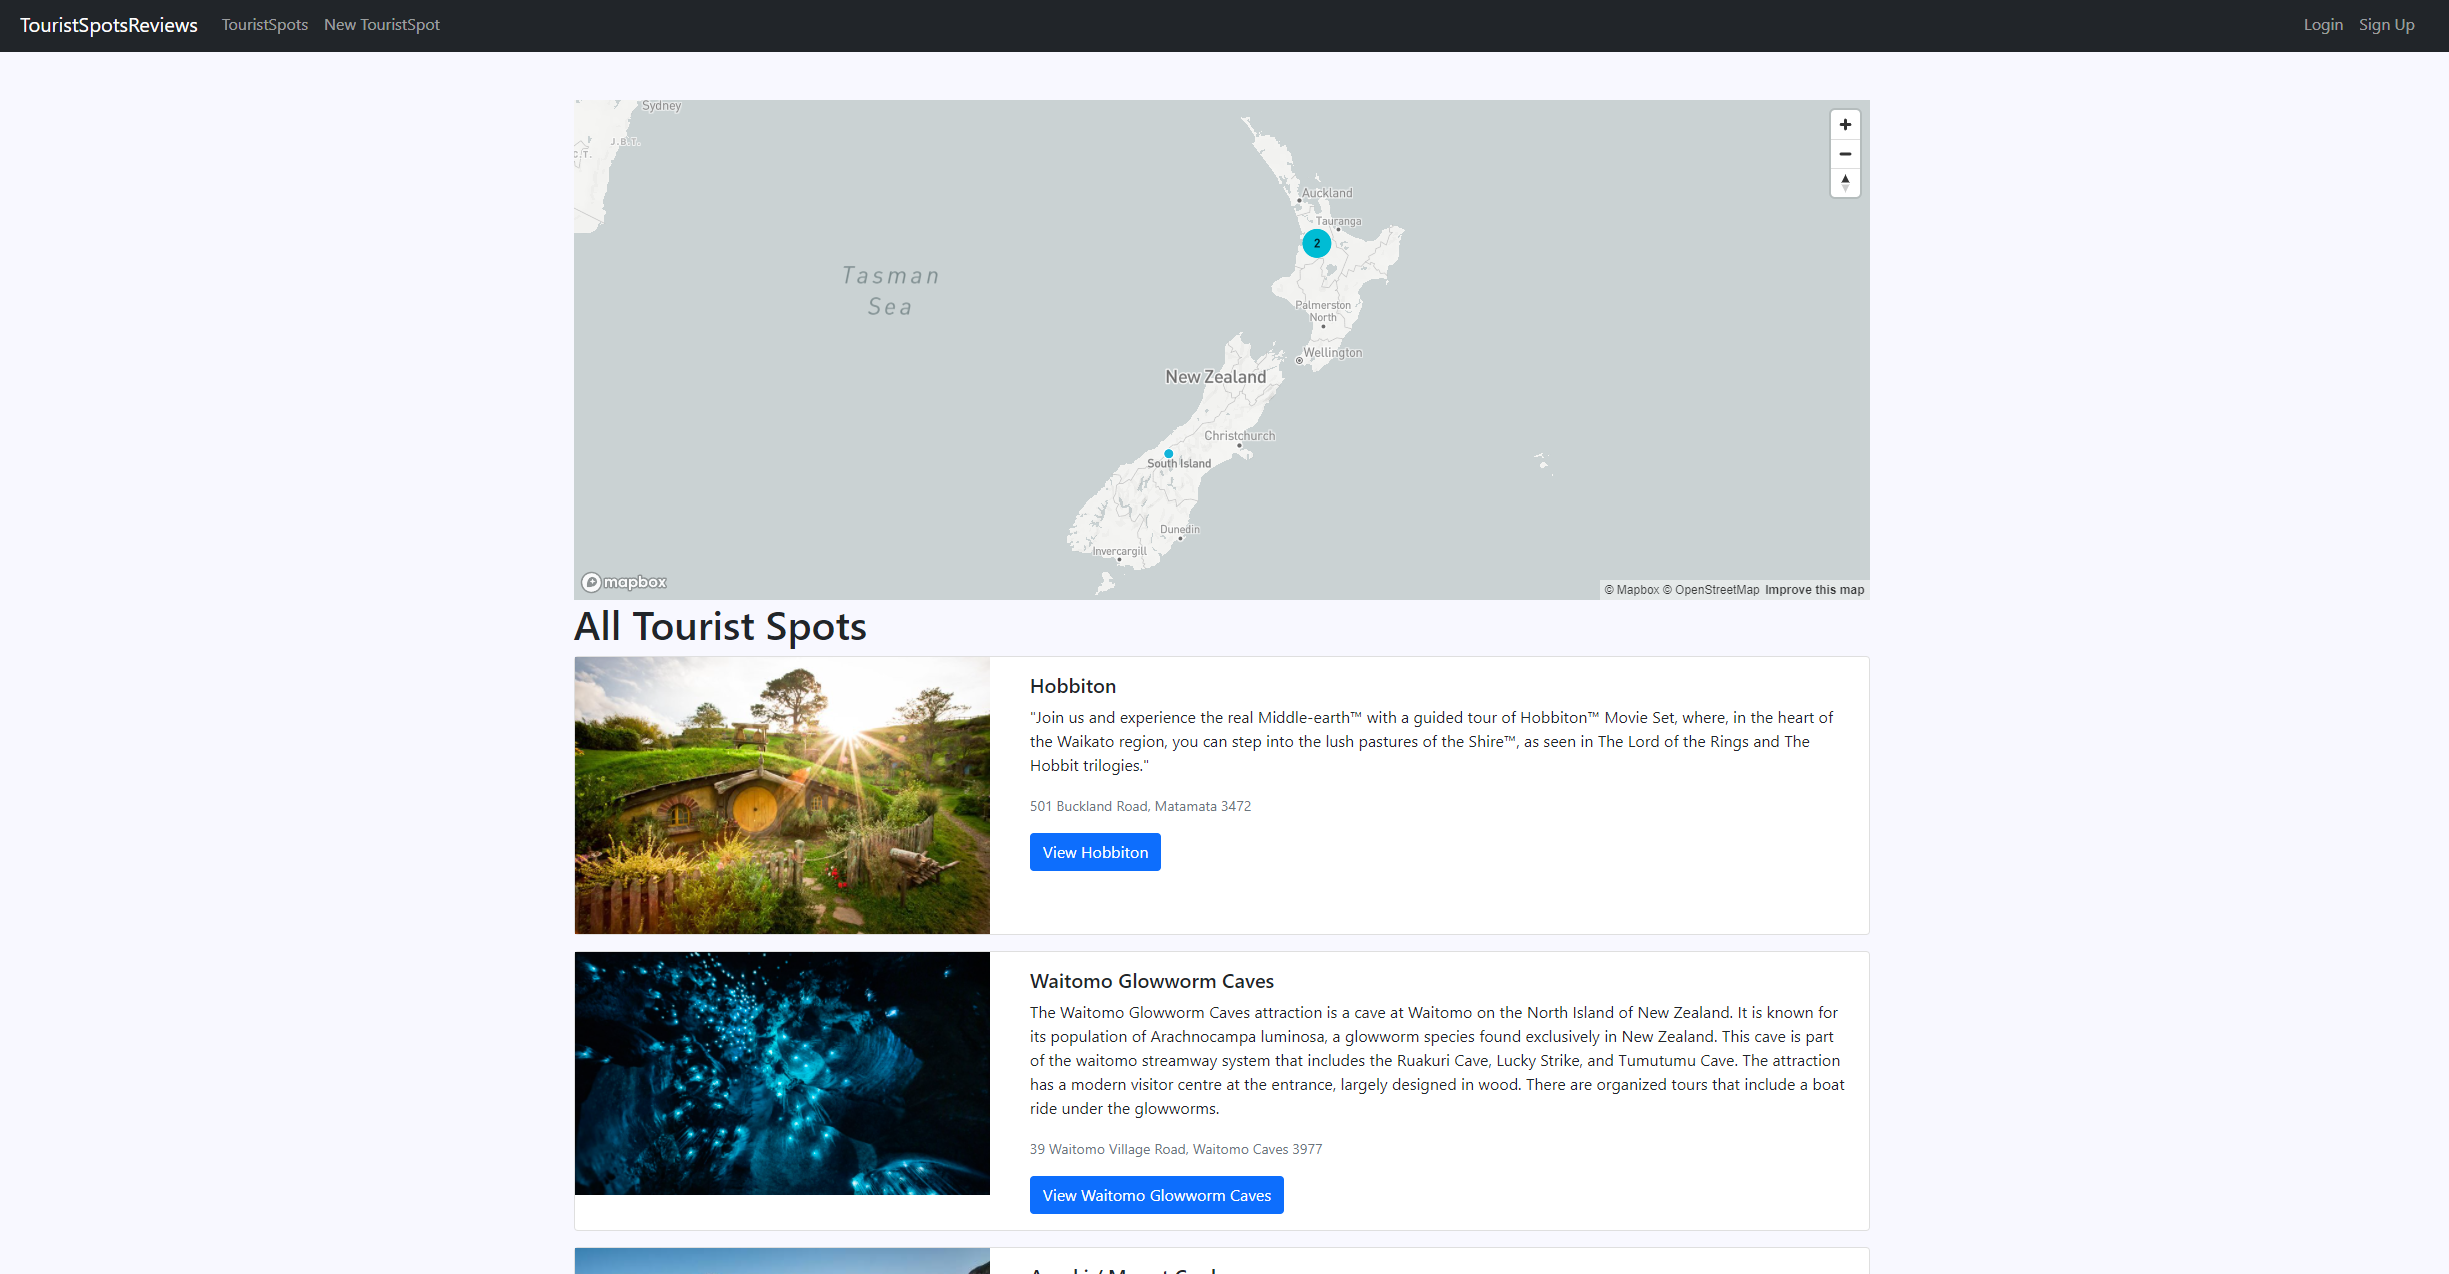 TouristSpotsReviews TouristSpots New TouristSpot Login Sign Up
Sydney
J.B.T.
C.T.
Auckland
Tauranga
2
Tasman
Sea
Palmerston
North
Wellington
New Zealand
Christchurch
South Island
Dunedin
Invercargill
mapbox
© Mapbox © OpenStreetMap Improve this map
All Tourist Spots
Hobbiton
"Join us and experience the real Middle-earth™ with a guided tour of Hobbiton™ Movie Set, where, in the heart of
the Waikato region, you can step into the lush pastures of the Shire™, as seen in The Lord of the Rings and The
Hobbit trilogies."
501 Buckland Road, Matamata 3472
View Hobbiton
Waitomo Glowworm Caves
The Waitomo Glowworm Caves attraction is a cave at Waitomo on the North Island of New Zealand. It is known for
its population of Arachnocampa luminosa, a glowworm species found exclusively in New Zealand. This cave is part
of the waitomo streamway system that includes the Ruakuri Cave, Lucky Strike, and Tumutumu Cave. The attraction
has a modern visitor centre at the entrance, largely designed in wood. There are organized tours that include a boat
ride under the glowworms.
39 Waitomo Village Road, Waitomo Caves 3977
View Waitomo Glowworm Caves